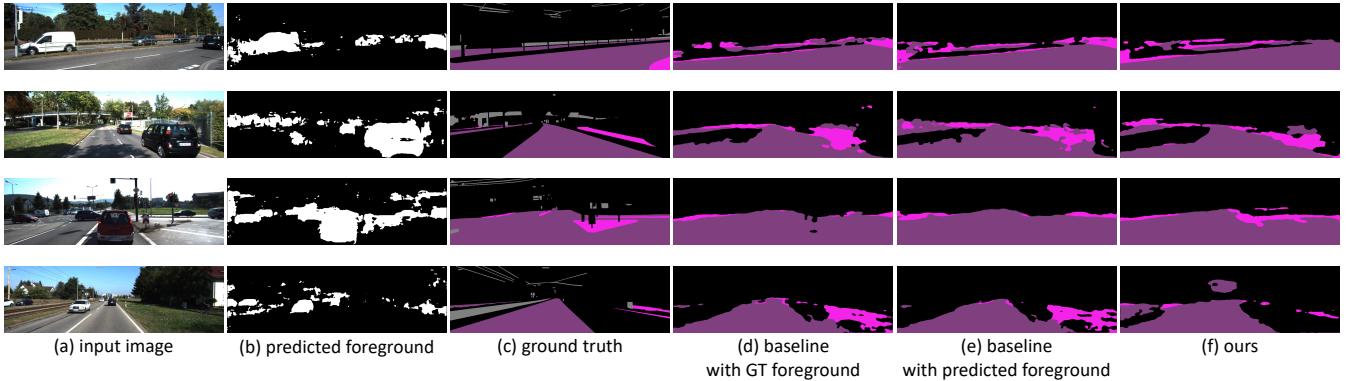 (a) input image
(b) predicted foreground
(c) ground truth
(d) baseline
with GT foreground
(e) baseline
with predicted foreground
(f) ours